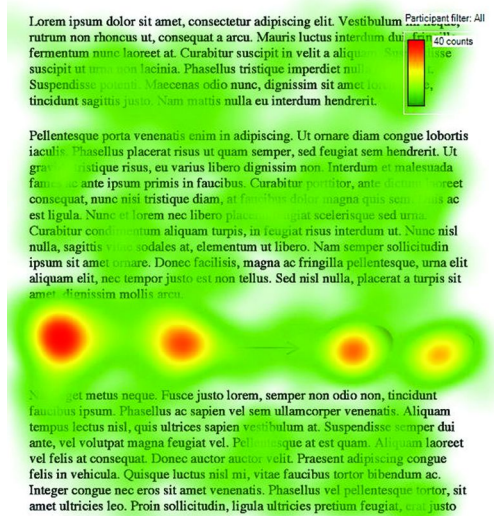 Participant filter: All
40 counts
Lorem ipsum dolor sit amet, consectetur adipiscing elit. Vestibulum
rutrum non rhoncus ut, consequat a arcu. Mauris luctus interdum dui
fermentum nunc laoreet at. Curabitur suscipit in velit a
suscipit ut non lacinia. Phasellus tristique imperdiet
Suspendisse potenti. Maecenas odio nunc, dignissim sit amet
tincidunt sagittis justo. Nam mattis nulla eu interdum hendrerit.
Pellentesque porta venenatis enim in adipiscing. Ut ornare diam congue lobortis
iaculis. Phasellus placerat risus ut quam semper, sed feugiat sem hendrerit. Ut
risus, eu varius libero dignissim non. Interdum et malesuada
ac ante ipsum primis in faucibus. Curabitur porttitor, ante laoreet
consequat, nunc nisi tristique diam, at dolor magna quis ac
est ligula. Nunc et lorem nec libero scelerisque sed urna.
Curabitur condimentum aliquam turpis, in feugiat risus interdum ut. Nunc nisl
nulla, sagittis sodales at, elementum ut libero. Nam semper sollicitudin
ipsum sit amet ornare. Donec facilisis, magna ac fringilla pellentesque, urna elit
aliquam elit, nec tempor justo est non tellus. Sed nisl nulla, placerat a turpis sit
amet, dignissim mollis arcu.
metus neque. Fusce justo lorem, semper non odio non, tincidunt
faucibus ipsum. Phasellus ac sapien vel sem ullamcorper venenatis. Aliquam
tempus lectus nisl, quis ultrices sapien vestibulum at. Suspendisse semper dui
ante, vel volutpat magna feugiat vel. Pellentesque at est quam. Aliquam laoreet
vel felis at consequat. Donec auctor auctor velit. Praesent adipiscing congue
felis in vehicula. Quisque luctus nisl mi, vitae faucibus tortor bibendum ac.
Integer congue nec eros sit amet venenatis. Phasellus vel pellentesque tortor, sit
amet ultricies leo. Proin sollicitudin, ligula ultricies pretium feugiat, erat justo